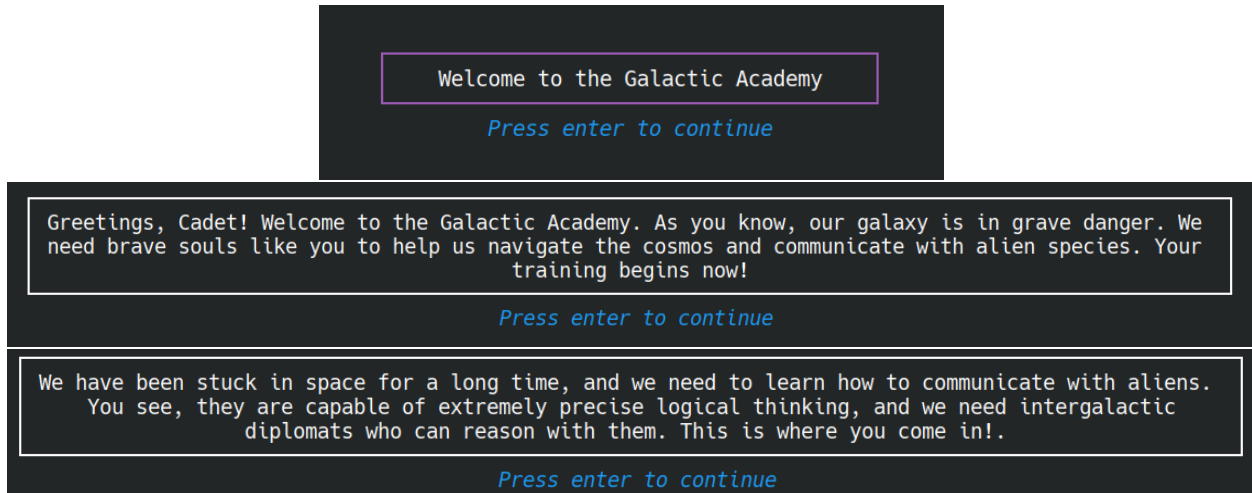 Welcome to the Galactic Academy
Press enter to continue
Greetings, Cadet! Welcome to the Galactic Academy. As you know, our galaxy is in grave danger. We
need brave souls like you to help us navigate the cosmos and communicate with alien species. Your
training begins now!
Press enter to continue
We have been stuck in space for a long time, and we need to learn how to communicate with aliens.
You see, they are capable of extremely precise logical thinking, and we need intergalactic
diplomats who can reason with them. This is where you come in!.
Press enter to continue